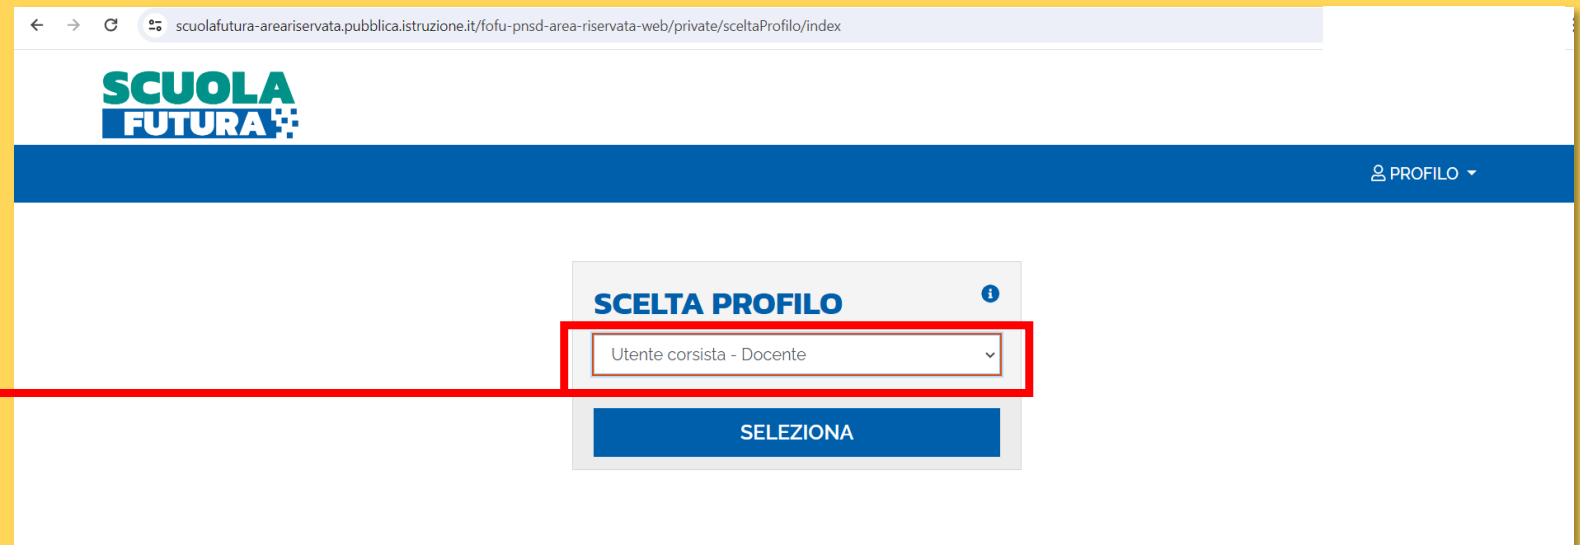 scuolafutura-areariservata.pubblica.istruzione.it/fofu-pnsd-area-riservata-web/private/sceltaProfilo/index
SCUOLA
FUTURA
PROFILO
SCELTA PROFILO
Utente corsista - Docente
SELEZIONA